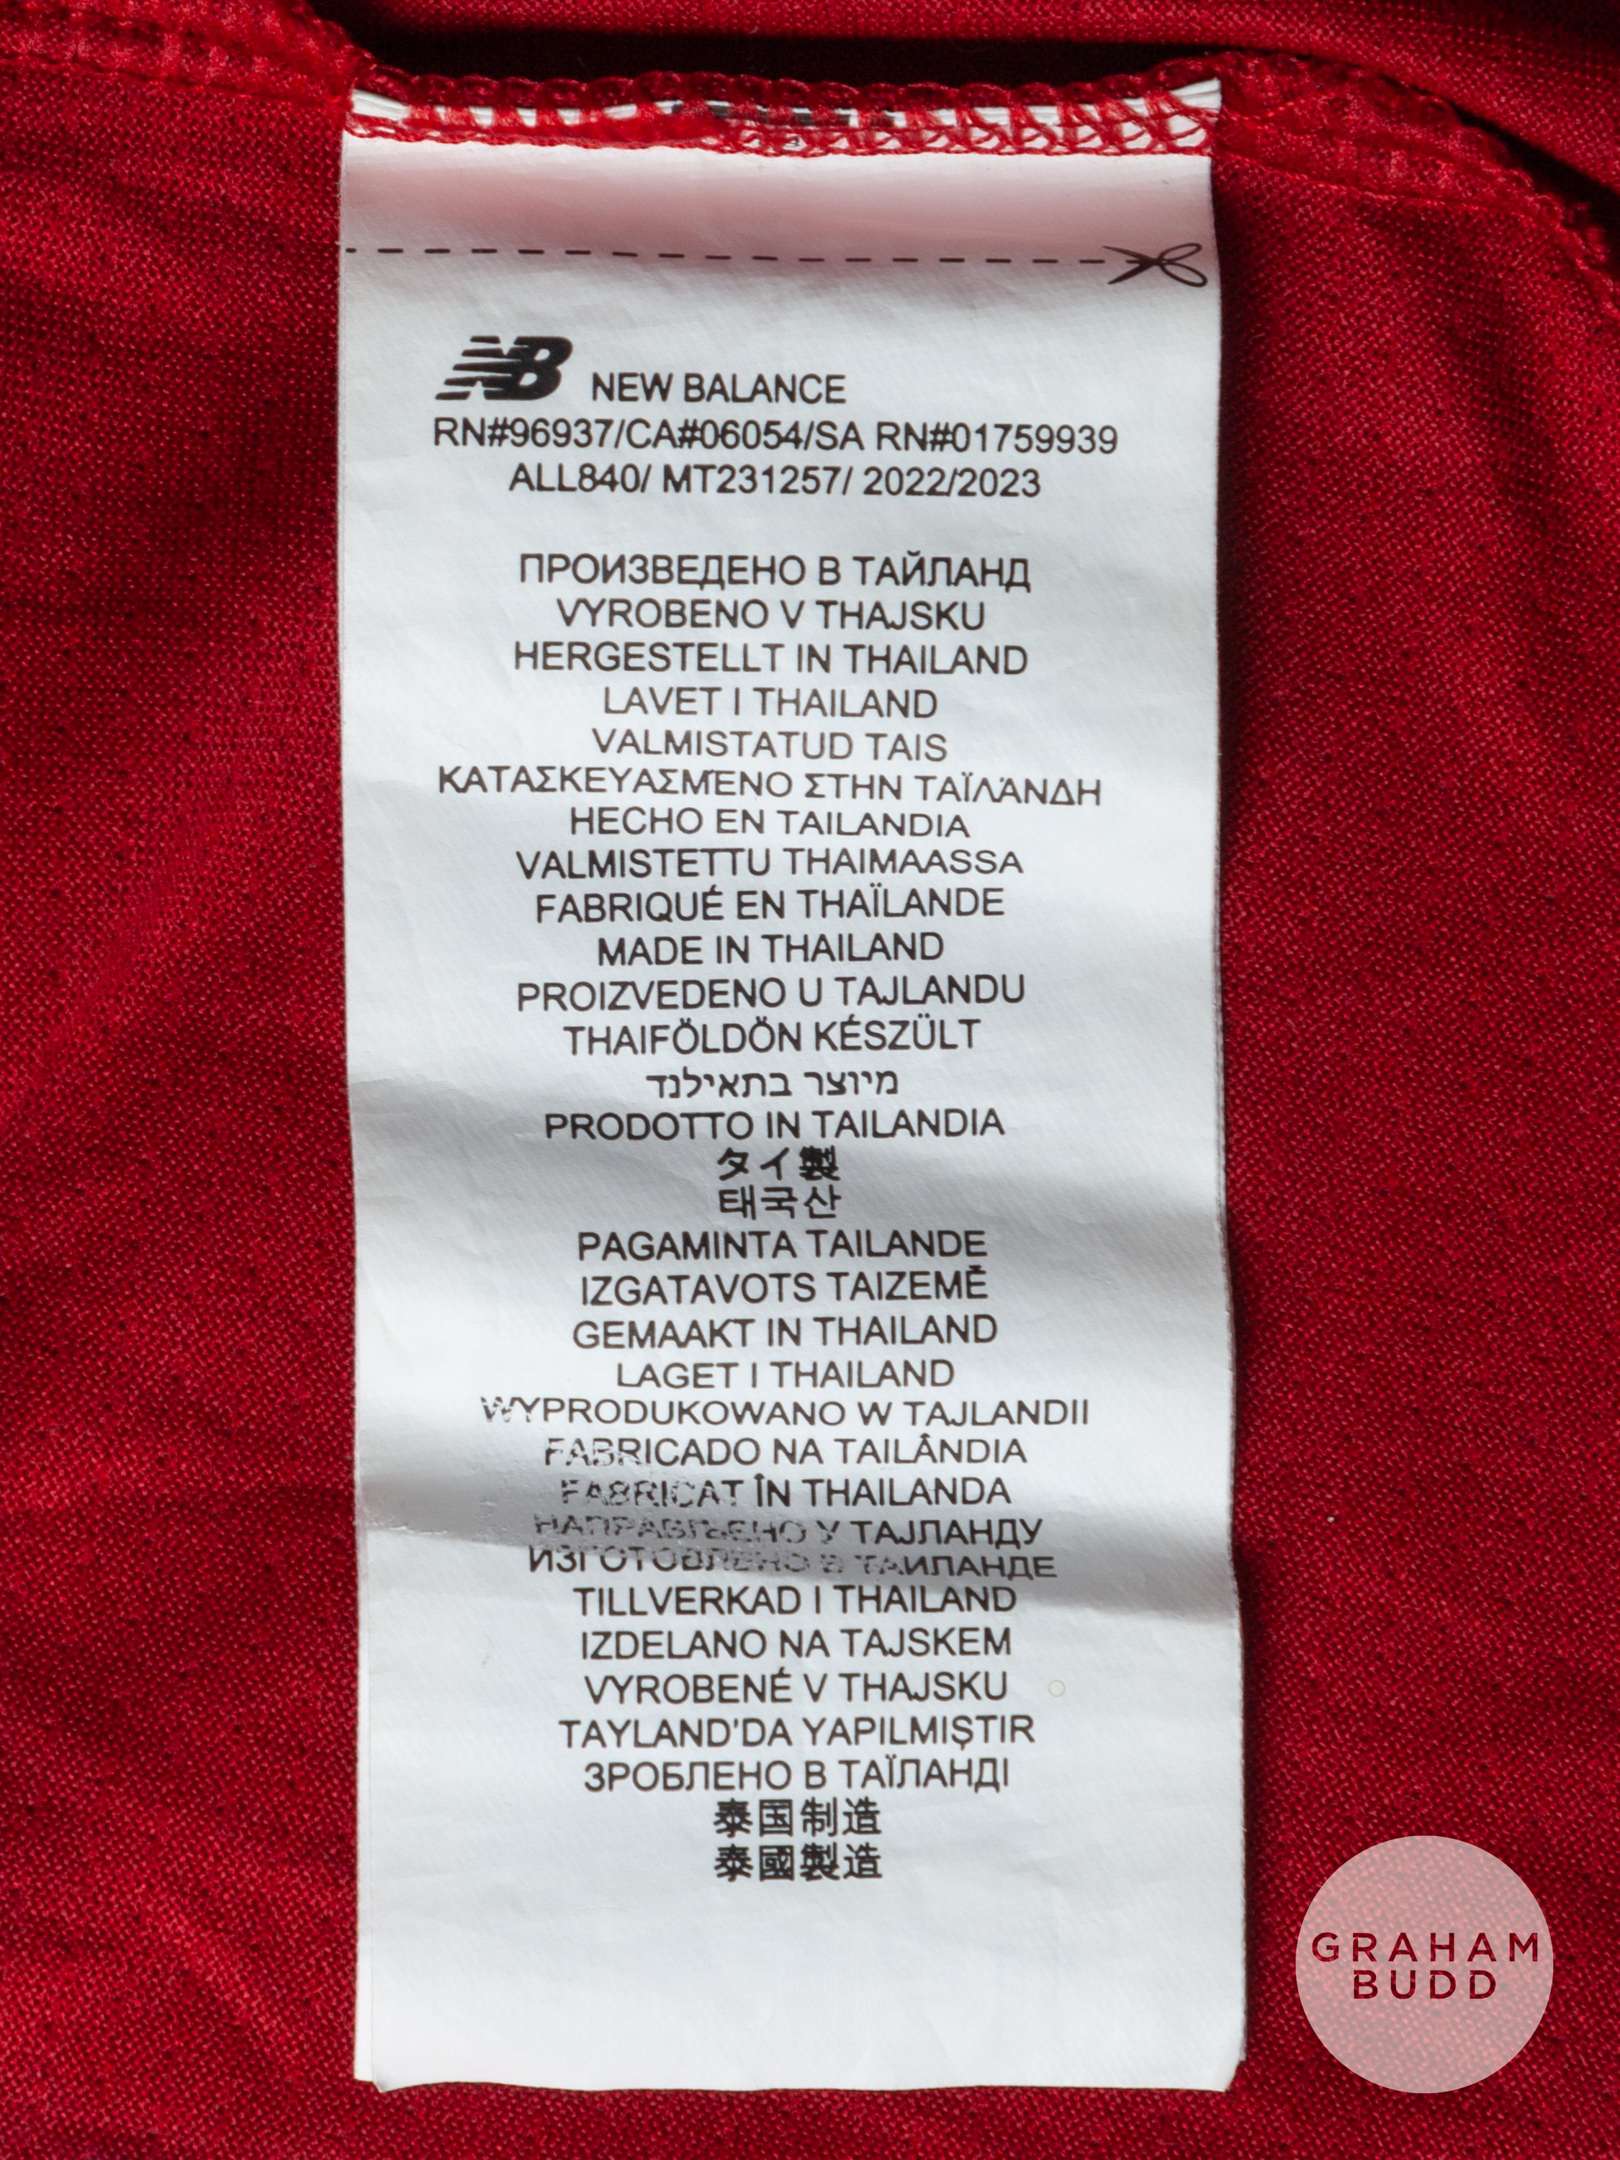 NB NEW BALANCE
RN#96937/CA#06054/SA RN#01759939
ALL840/ MT231257/ 2022/2023
ПРОИЗВЕДЕНО В ТАЙЛАНД
VYROBENO V THAJSKU
HERGESTELLT IN THAILAND
LAVET I THAILAND
VALMISTATUD TAIS
ΚΑΤΑΣΚΕΥΑΣΜΈΝΟ ΣΤΗΝ ΤΑΪΛΆΝΔΗ
HECHO EN TAILANDIA
VALMISTETTU THAIMAASSA
FABRIQUÉ EN THAÏLANDE
MADE IN THAILAND
PROIZVEDENO U TAJLANDU
THAIFÖLDÖN KÉSZÜLT
מיוצר בתאילנד
PRODOTTO IN TAILANDIA
タイ製
태국산
PAGAMINTA TAILANDE
IZGATAVOTS TAIZEMĒ
GEMAAKT IN THAILAND
LAGET I THAILAND
WYPRODUKOWANO W TAJLANDII
FABRICADO NA TAILÂNDIA
FABRICAT ÎN THAILANDA
НАПРАВЉЕНО У ТАЈЛАНДУ
ИЗГОТОВЛЕНО В ТАИЛАНДЕ
TILLVERKAD I THAILAND
IZDELANO NA TAJSKEM
VYROBENÉ V THAJSKU
TAYLAND'DA YAPILMIŞTIR
ЗРОБЛЕНО В ТАЇЛАНДІ
泰国制造
泰國製造
GRAHAM
BUDD